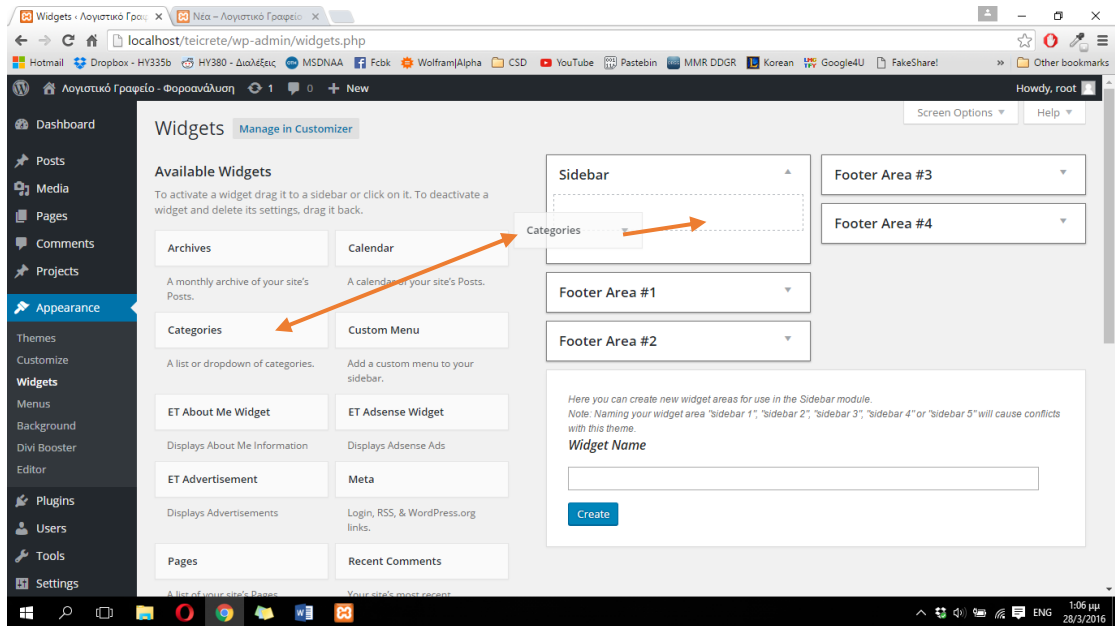 Widgets ‹ Λογιστικό Γρας
Νέα – Λογιστικό Γραφείο
localhost/teicrete/wp-admin/widgets.php
Hotmail Dropbox - HY335b HY380 - Διαλέξεις MSDNAA Fcbk Wolfram|Alpha CSD YouTube Pastebin MMR DDGR Korean Google4U FakeShare! » Other bookmarks
Λογιστικό Γραφείο - Φοροανάλυση 1 0 + New Howdy, root
Screen Options Help
Dashboard
Posts
Media
Pages
Comments
Projects
Appearance
Themes
Customize
Widgets
Menus
Background
Divi Booster
Editor
Plugins
Users
Tools
Settings
Widgets Manage in Customizer
Available Widgets
To activate a widget drag it to a sidebar or click on it. To deactivate a
widget and delete its settings, drag it back.
Archives Calendar
A monthly archive of your site's
Posts.
A calendar of your site's Posts.
Categories Custom Menu
A list or dropdown of categories.
Add a custom menu to your
sidebar.
ET About Me Widget ET Adsense Widget
Displays About Me Information Displays Adsense Ads
ET Advertisement Meta
Displays Advertisements
Login, RSS, & WordPress.org
links.
Pages Recent Comments
A list of your site's Pages. Your site's most recent
Sidebar
Categories
Footer Area #1
Footer Area #2
Footer Area #3
Footer Area #4
Here you can create new widget areas for use in the Sidebar module.
Note: Naming your widget area "sidebar 1", "sidebar 2", "sidebar 3", "sidebar 4" or "sidebar 5" will cause conflicts
with this theme.
Widget Name
Create
ENG
1:06 μμ
28/3/2016